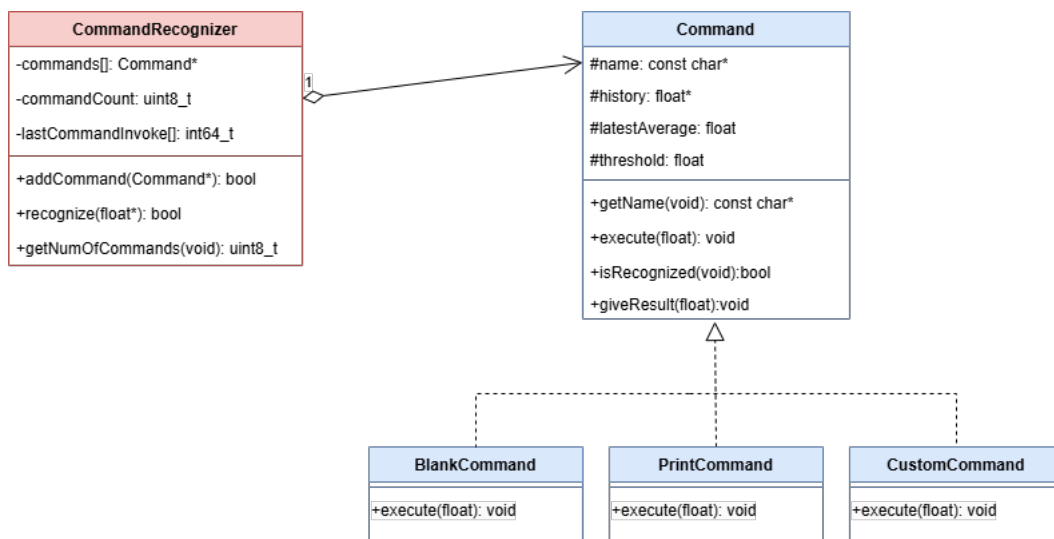 CommandRecognizer
-commands[]: Command*
-commandCount: uint8_t
-lastCommandInvoke[]: int64_t
+addCommand(Command*): bool
+recognize(float*): bool
+getNumOfCommands(void): uint8_t
1
Command
#name: const char*
#history: float*
#latestAverage: float
#threshold: float
+getName(void): const char*
+execute(float): void
+isRecognized(void):bool
+giveResult(float):void
BlankCommand
+execute(float): void
PrintCommand
+execute(float): void
CustomCommand
+execute(float): void